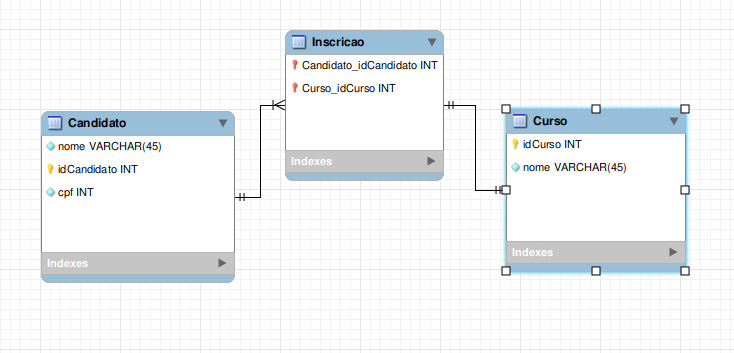 Inscricao
Candidato_idCandidato INT
Curso_idCurso INT
Indexes
Candidato
nome VARCHAR(45)
idCandidato INT
cpf INT
Indexes
Curso
idCurso INT
nome VARCHAR(45)
Indexes